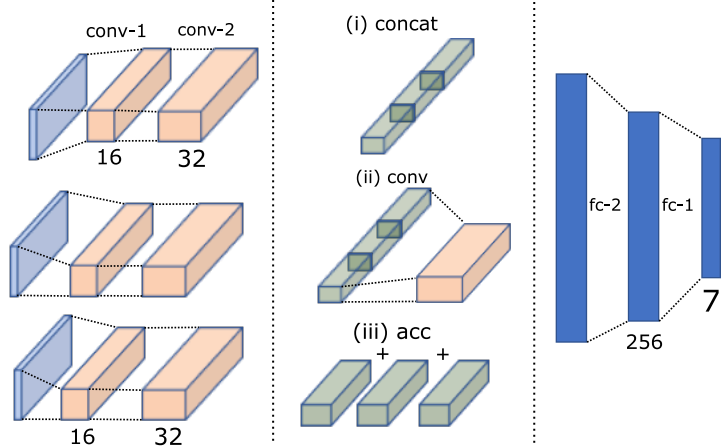 conv-1 conv-2
16 32
16 32
(i) concat
(ii) conv
(iii) acc
+ +
fc-2 fc-1
256
7